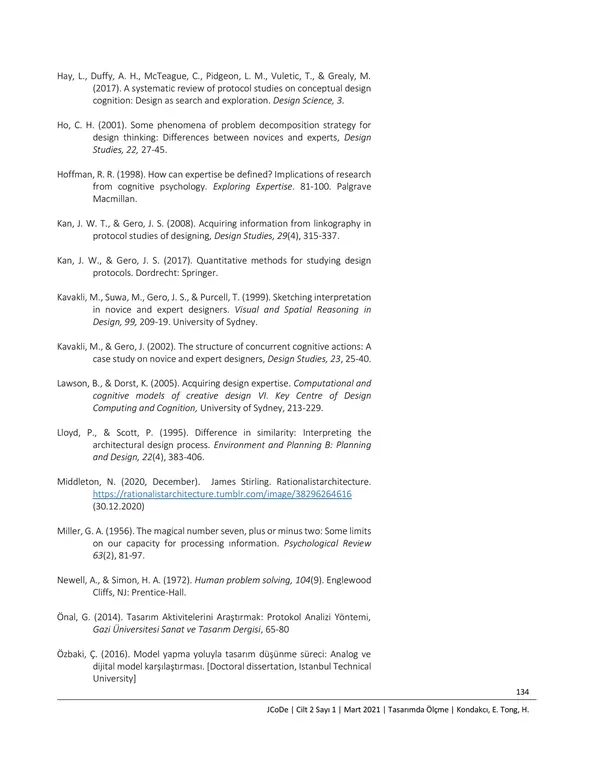 Hay, L., Duffy, A. H., McTeague, C., Pidgeon, L. M., Vuletic, T., & Grealy, M.
(2017). A systematic review of protocol studies on conceptual design
cognition: Design as search and exploration. Design Science, 3.
Ho, C. H. (2001). Some phenomena of problem decomposition strategy for
design thinking: Differences between novices and experts, Design
Studies, 22, 27-45.
Hoffman, R. R. (1998). How can expertise be defined? Implications of research
from cognitive psychology. Exploring Expertise. 81-100. Palgrave
Macmillan.
Kan, J. W. T., & Gero, J. S. (2008). Acquiring information from linkography in
protocol studies of designing, Design Studies, 29(4), 315-337.
Kan, J. W., & Gero, J. S. (2017). Quantitative methods for studying design
protocols. Dordrecht: Springer.
Kavakli, M., Suwa, M., Gero, J. S., & Purcell, T. (1999). Sketching interpretation
in novice and expert designers. Visual and Spatial Reasoning in
Design, 99, 209-19. University of Sydney.
Kavakli, M., & Gero, J. (2002). The structure of concurrent cognitive actions: A
case study on novice and expert designers, Design Studies, 23, 25-40.
Lawson, B., & Dorst, K. (2005). Acquiring design expertise. Computational and
cognitive models of creative design VI. Key Centre of Design
Computing and Cognition, University of Sydney, 213-229.
Lloyd, P., & Scott, P. (1995). Difference in similarity: Interpreting the
architectural design process. Environment and Planning B: Planning
and Design, 22(4), 383-406.
Middleton, N. (2020, December). James Stirling. Rationalistarchitecture.
https://rationalistarchitecture.tumblr.com/image/38296264616
(30.12.2020)
Miller, G. A. (1956). The magical number seven, plus or minus two: Some limits
on our capacity for processing ınformation. Psychological Review
63(2), 81-97.
Newell, A., & Simon, H. A. (1972). Human problem solving, 104(9). Englewood
Cliffs, NJ: Prentice-Hall.
Önal, G. (2014). Tasarım Aktivitelerini Araştırmak: Protokol Analizi Yöntemi,
Gazi Üniversitesi Sanat ve Tasarım Dergisi, 65-80
Özbaki, Ç. (2016). Model yapma yoluyla tasarım düşünme süreci: Analog ve
dijital model karşılaştırması. [Doctoral dissertation, Istanbul Technical
University]
134
JCoDe | Cilt 2 Sayı 1 | Mart 2021 | Tasarımda Ölçme | Kondakcı, E. Tong, H.